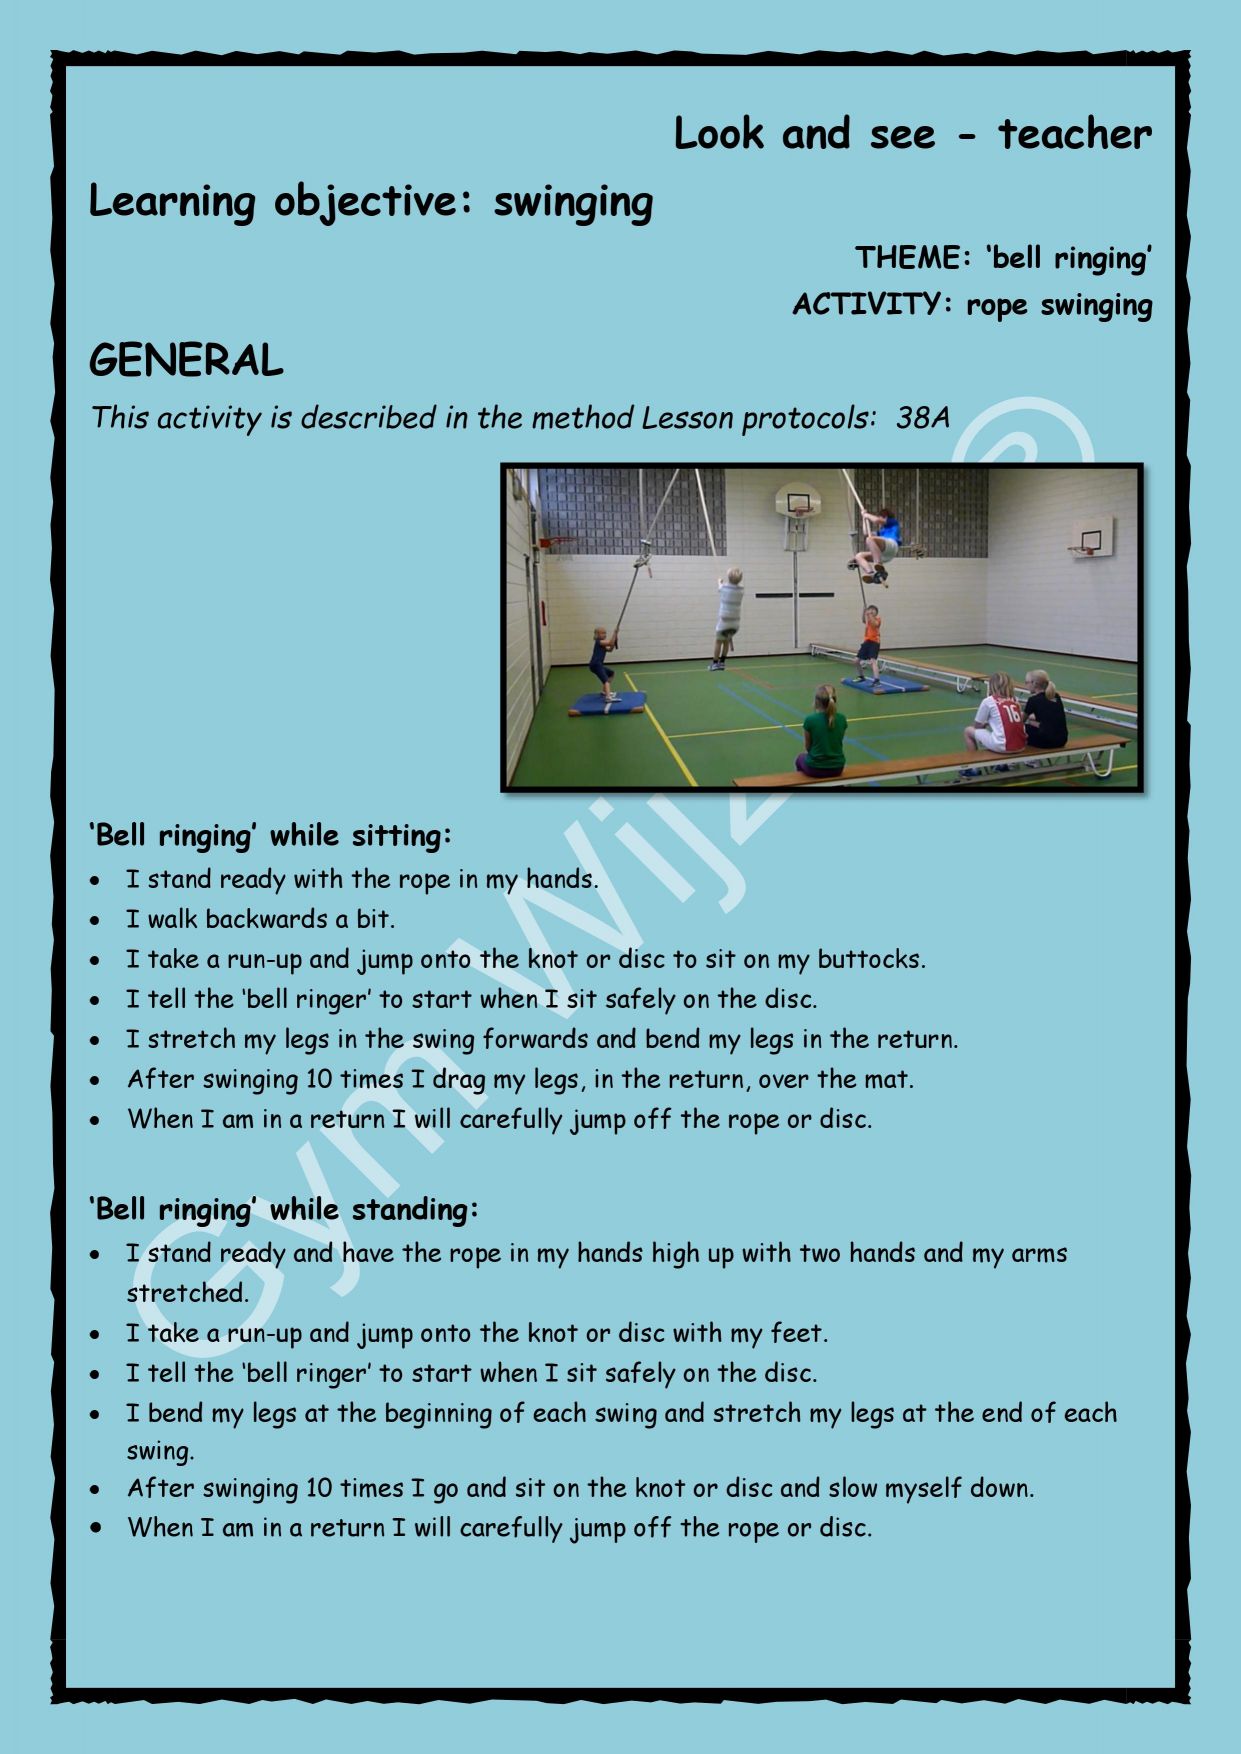 Look and see - teacher
Learning objective: swinging
THEME: ‘bell ringing’
ACTIVITY: rope swinging
GENERAL
This activity is described in the method Lesson protocols:  38A
16
‘Bell ringing’ while sitting:
• I stand ready with the rope in my hands.
• I walk backwards a bit.
• I take a run-up and jump onto the knot or disc to sit on my buttocks.
• I tell the ‘bell ringer’ to start when I sit safely on the disc.
• I stretch my legs in the swing forwards and bend my legs in the return.
• After swinging 10 times I drag my legs, in the return, over the mat.
• When I am in a return I will carefully jump off the rope or disc.
‘Bell ringing’ while standing:
• I stand ready and have the rope in my hands high up with two hands and my arms
stretched.
• I take a run-up and jump onto the knot or disc with my feet.
• I tell the ‘bell ringer’ to start when I sit safely on the disc.
• I bend my legs at the beginning of each swing and stretch my legs at the end of each
swing.
• After swinging 10 times I go and sit on the knot or disc and slow myself down.
• When I am in a return I will carefully jump off the rope or disc.
Gym